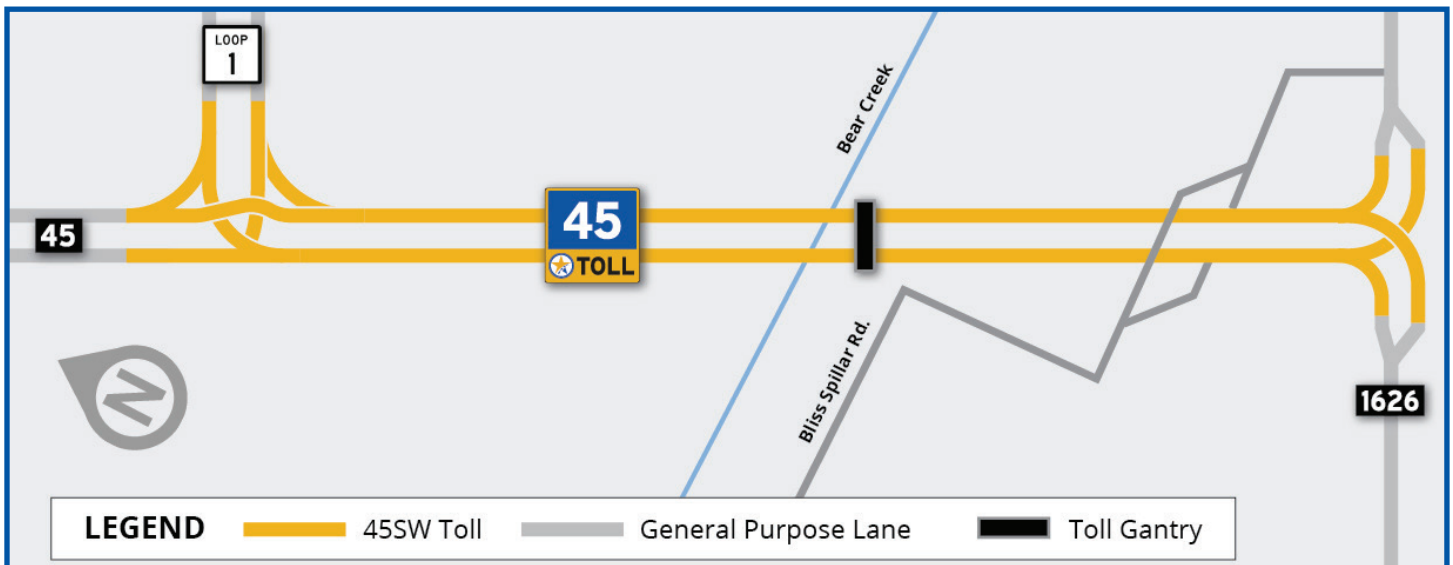 LOOP
1
Bear Creek
45
45
TOLL
Bliss Spillar Rd.
1626
N
LEGEND
45SW Toll
General Purpose Lane
Toll Gantry